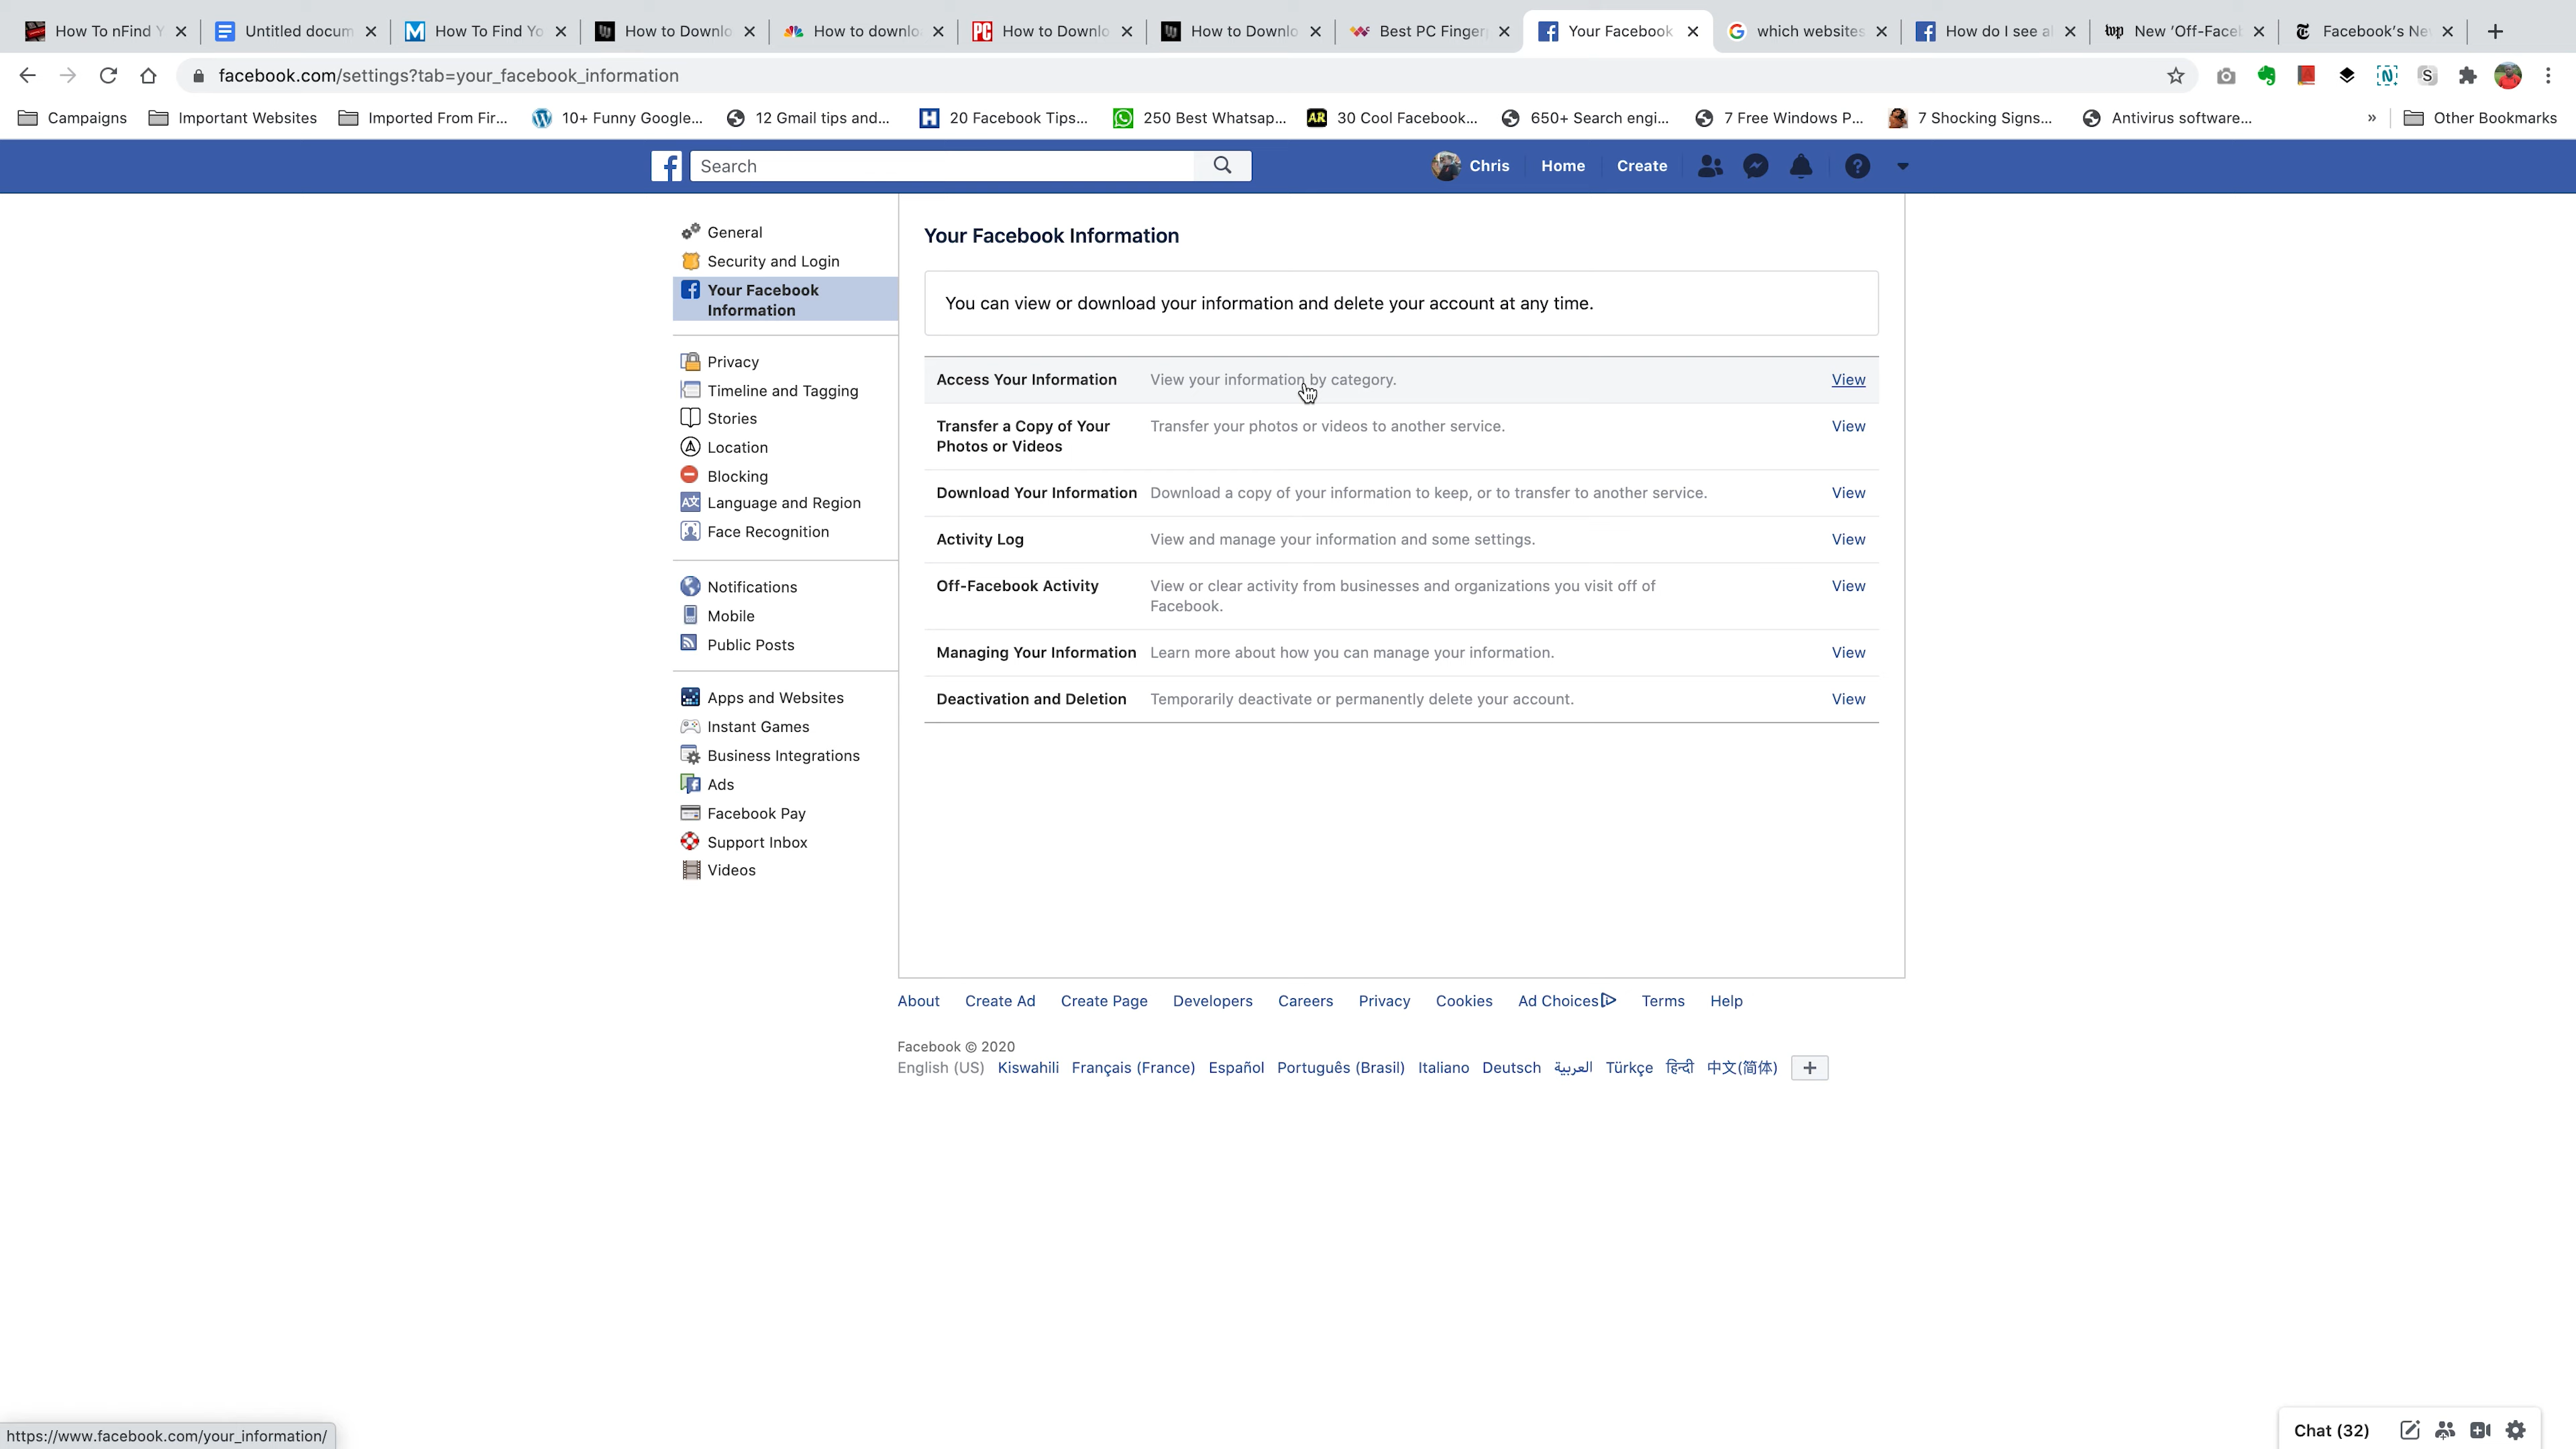 How To nFind Y
Untitled docum
How To Find Yo
How to Downlo
How to downlo
How to Downlo
How to Downlo
Best PC Finger
Your Facebook
which websites
How do I see al
New ‘Off-Faceb
Facebook’s Ne
facebook.com/settings?tab=your_facebook_information
Campaigns
Important Websites
Imported From Fir...
10+ Funny Google...
12 Gmail tips and...
20 Facebook Tips...
250 Best Whatsap...
30 Cool Facebook...
650+ Search engi...
7 Free Windows P...
7 Shocking Signs...
Antivirus software...
»
Other Bookmarks
Search
Chris
Home
Create
General
Security and Login
Your Facebook
Information
Privacy
Timeline and Tagging
Stories
Location
Blocking
Language and Region
Face Recognition
Notifications
Mobile
Public Posts
Apps and Websites
Instant Games
Business Integrations
Ads
Facebook Pay
Support Inbox
Videos
Your Facebook Information
You can view or download your information and delete your account at any time.
Access Your Information View your information by category. View
Transfer a Copy of Your Transfer your photos or videos to another service. View
Photos or Videos
Download Your Information Download a copy of your information to keep, or to transfer to another service. View
Activity Log View and manage your information and some settings. View
Off-Facebook Activity View or clear activity from businesses and organizations you visit off of View
Facebook.
Managing Your Information Learn more about how you can manage your information. View
Deactivation and Deletion Temporarily deactivate or permanently delete your account. View
About Create Ad Create Page Developers Careers Privacy Cookies Ad Choices Terms Help
Facebook © 2020
English (US) Kiswahili Français (France) Español Português (Brasil) Italiano Deutsch العربية Türkçe हिन्दी 中文(简体) +
https://www.facebook.com/your_information/
Chat (32)